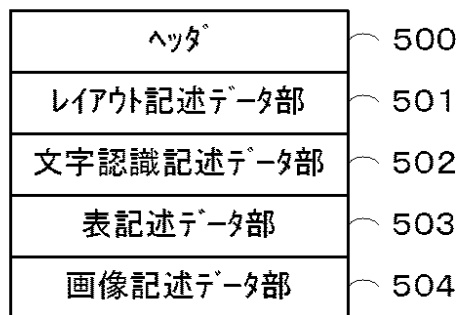 ヘッダ 500
レイアウト記述データ部 501
文字認識記述データ部 502
表記述データ部 503
画像記述データ部 504